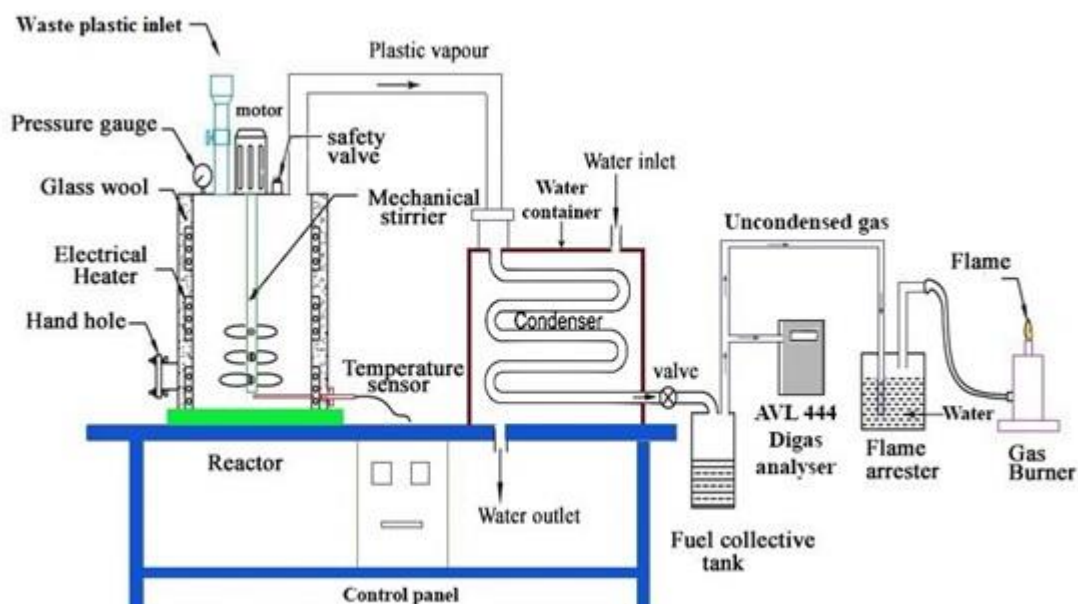 Waste plastic inlet
Plastic vapour
motor
Pressure gauge
safety
valve
Water inlet
Glass wool
Mechanical
stirrier
Water
container
Uncondensed gas
Electrical
Heater
Flame
Condenser
Hand hole
Temperature
sensor
valve
AVL 444
Digas
analyser
Water
Flame
arrester
Gas
Burner
Reactor
Water outlet
Fuel collective
tank
Control panel